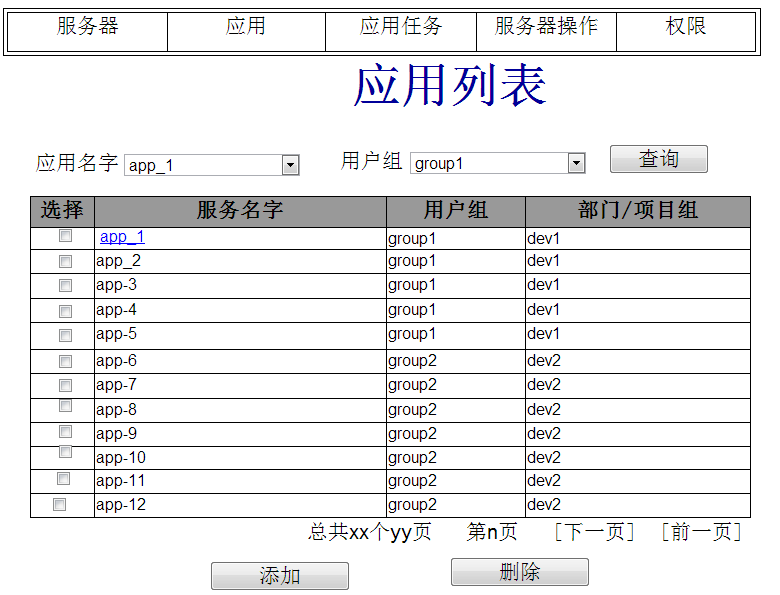 服务器 应用 应用任务 服务器操作 权限
应用列表
应用名字 app_1 用户组 group1 查询
选择 服务名字 用户组 部门/项目组
app_1 group1 dev1
app_2 group1 dev1
app-3 group1 dev1
app-4 group1 dev1
app-5 group1 dev1
app-6 group2 dev2
app-7 group2 dev2
app-8 group2 dev2
app-9 group2 dev2
app-10 group2 dev2
app-11 group2 dev2
app-12 group2 dev2
总共xx个yy页 第n页 [下一页] [前一页]
添加 删除